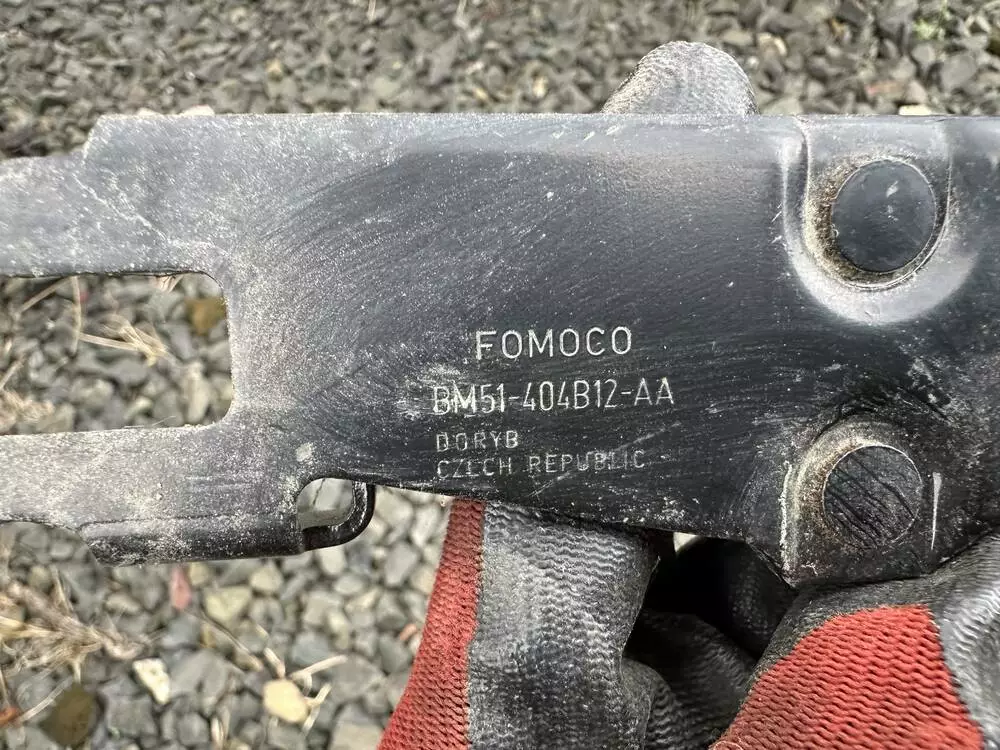 FOMOCO
BM51-404B12-AA
DORYB
CZECH REPUBLIC